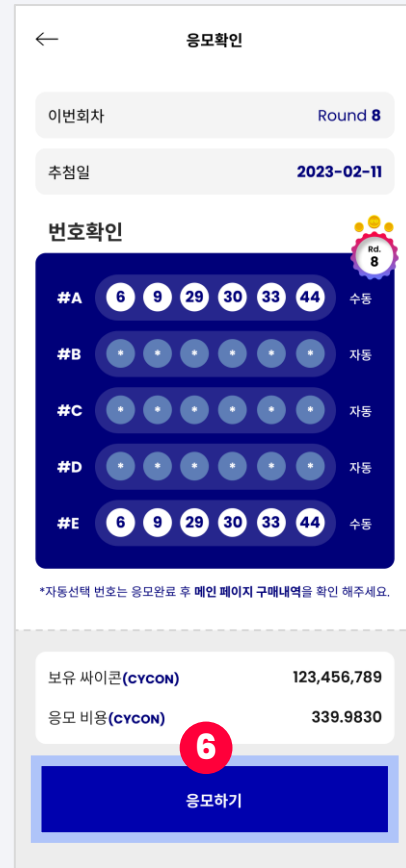 ← 응모확인
이번회차 Round 8
추첨일 2023-02-11
번호확인
Rd.
8
#A 6 9 29 30 33 44 수동
#B * * * * * * 자동
#C * * * * * * 자동
#D * * * * * * 자동
#E 6 9 29 30 33 44 수동
*자동선택 번호는 응모완료 후 메인 페이지 구매내역을 확인 해주세요.
보유 싸이콘(CYCON) 123,456,789
응모 비용(CYCON) 339.9830
6
응모하기